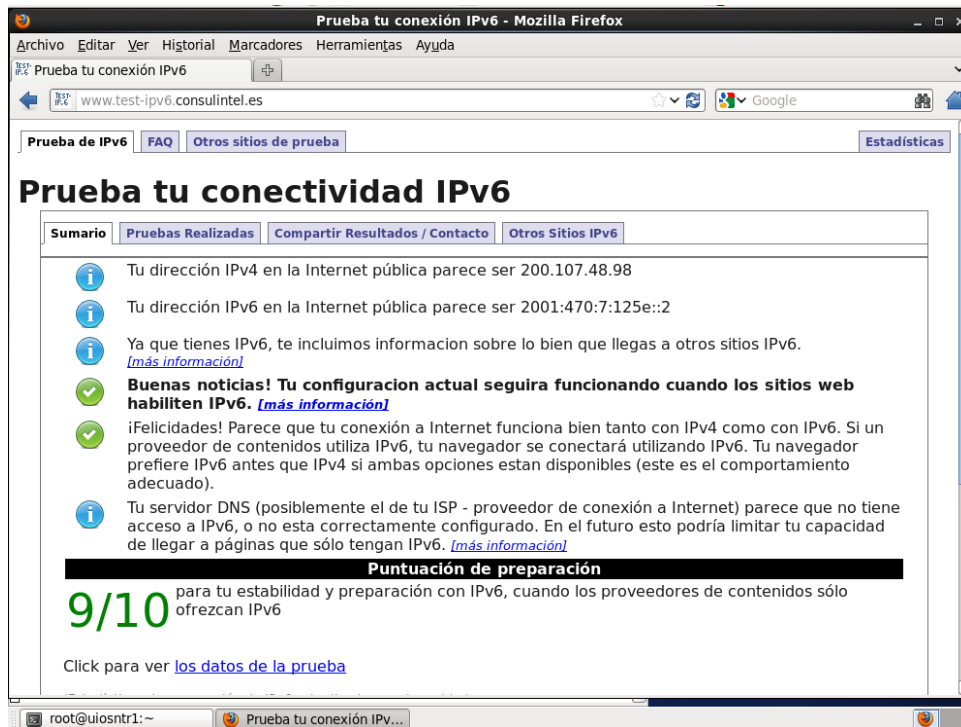 Prueba tu conexión IPv6 - Mozilla Firefox
Archivo Editar Ver Historial Marcadores Herramientas Ayuda
Prueba tu conexión IPv6
www.test-ipv6.consulintel.es
Google
Prueba de IPv6 FAQ Otros sitios de prueba Estadísticas
Prueba tu conectividad IPv6
Sumario Pruebas Realizadas Compartir Resultados / Contacto Otros Sitios IPv6
Tu dirección IPv4 en la Internet pública parece ser 200.107.48.98
Tu dirección IPv6 en la Internet pública parece ser 2001:470:7:125e::2
Ya que tienes IPv6, te incluimos informacion sobre lo bien que llegas a otros sitios IPv6.
[más información]
Buenas noticias! Tu configuracion actual seguira funcionando cuando los sitios web
habiliten IPv6. [más información]
¡Felicidades! Parece que tu conexión a Internet funciona bien tanto con IPv4 como con IPv6. Si un
proveedor de contenidos utiliza IPv6, tu navegador se conectará utilizando IPv6. Tu navegador
prefiere IPv6 antes que IPv4 si ambas opciones estan disponibles (este es el comportamiento
adecuado).
Tu servidor DNS (posiblemente el de tu ISP - proveedor de conexión a Internet) parece que no tiene
acceso a IPv6, o no esta correctamente configurado. En el futuro esto podría limitar tu capacidad
de llegar a páginas que sólo tengan IPv6. [más información]
Puntuación de preparación
9/10
para tu estabilidad y preparación con IPv6, cuando los proveedores de contenidos sólo
ofrezcan IPv6
Click para ver los datos de la prueba
root@uiosntr1:~
Prueba tu conexión IPv...